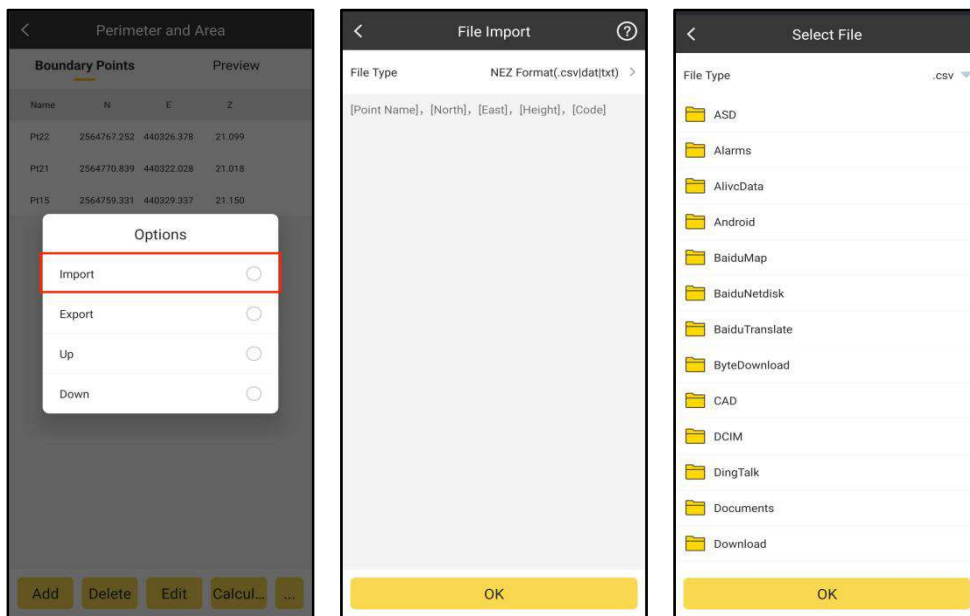 Perimeter and Area
Boundary Points Preview
Name N E Z
Pt22 2564767.252 440326.378 21.099
Pt21 2564770.839 440322.028 21.018
Pt15 2564759.331 440329.337 21.150
Options
Import
Export
Up
Down
Add Delete Edit Calcul... ...
File Import
File Type NEZ Format(.csv|dat|txt)
[Point Name], [North], [East], [Height], [Code]
OK
Select File
File Type .csv
ASD
Alarms
AlivcData
Android
BaiduMap
BaiduNetdisk
BaiduTranslate
ByteDownload
CAD
DCIM
DingTalk
Documents
Download
OK